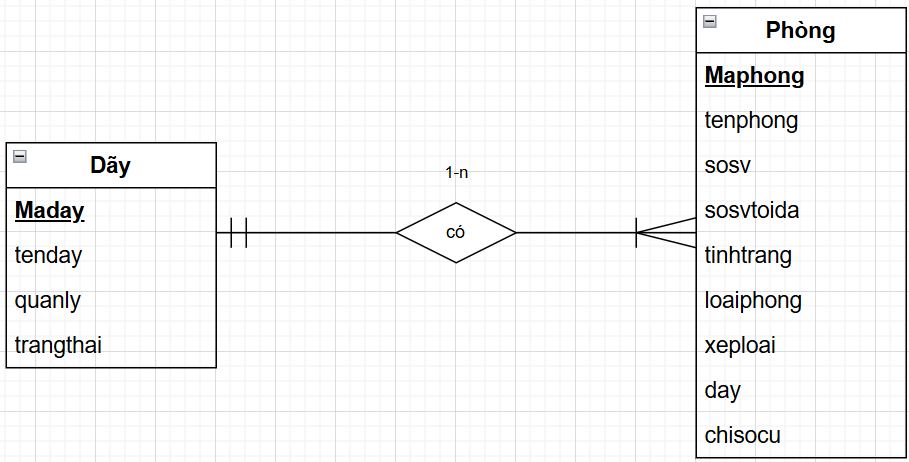 Dãy
Maday
tenday
quanly
trangthai
1-n
có
Phòng
Maphong
tenphong
sosv
sosvtoida
tinhtrang
loaiphong
xeploai
day
chisocu